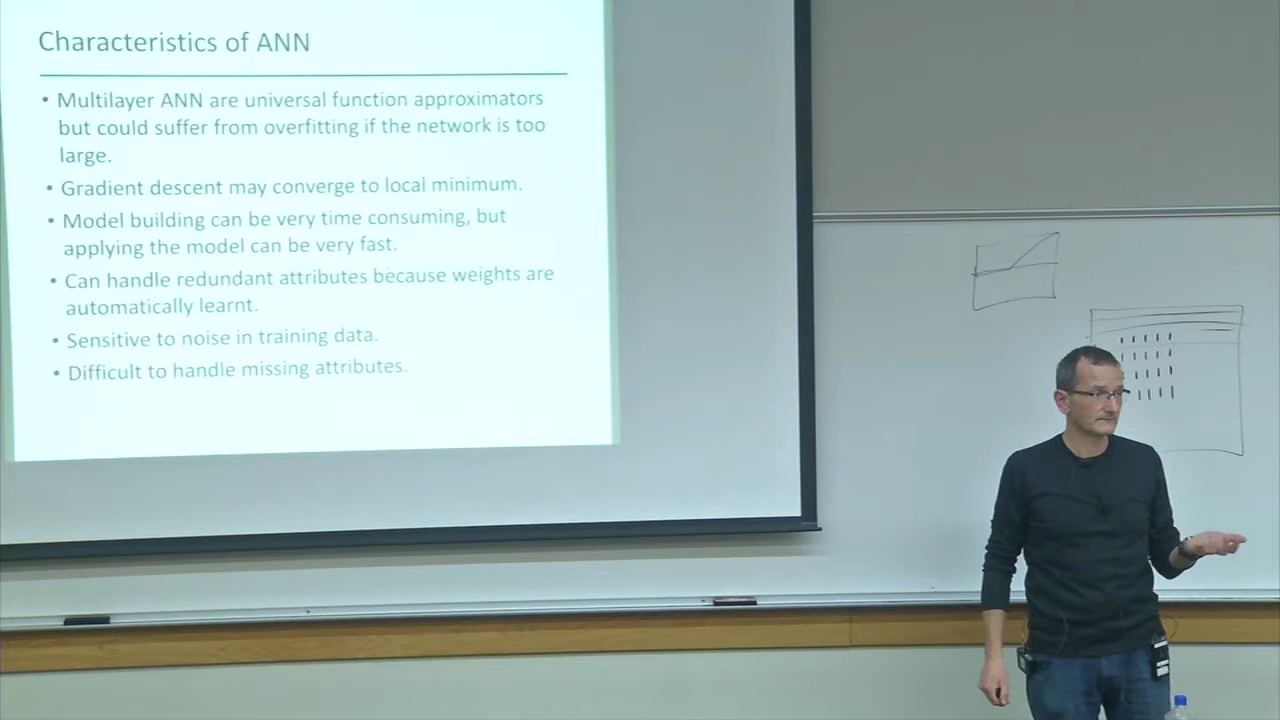 Characteristics of ANN
• Multilayer ANN are universal function approximators
but could suffer from overfitting if the network is too
large.
• Gradient descent may converge to local minimum.
• Model building can be very time consuming, but
applying the model can be very fast.
• Can handle redundant attributes because weights are
automatically learnt.
• Sensitive to noise in training data.
• Difficult to handle missing attributes.